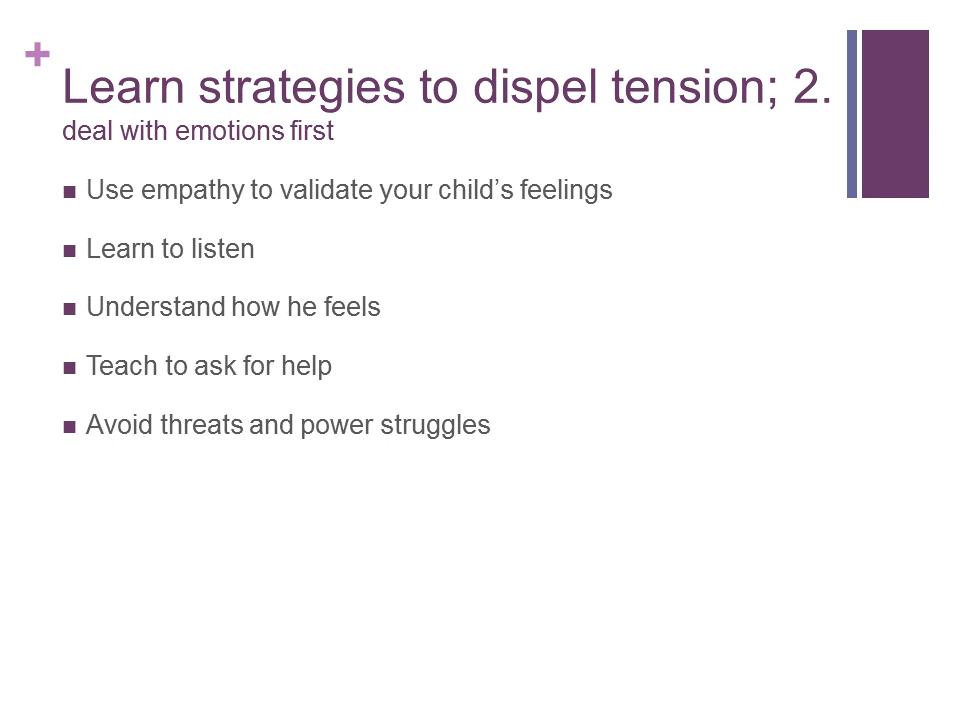 +
Learn strategies to dispel tension; 2.
deal with emotions first
■ Use empathy to validate your child’s feelings
■ Learn to listen
■ Understand how he feels
■ Teach to ask for help
■ Avoid threats and power struggles